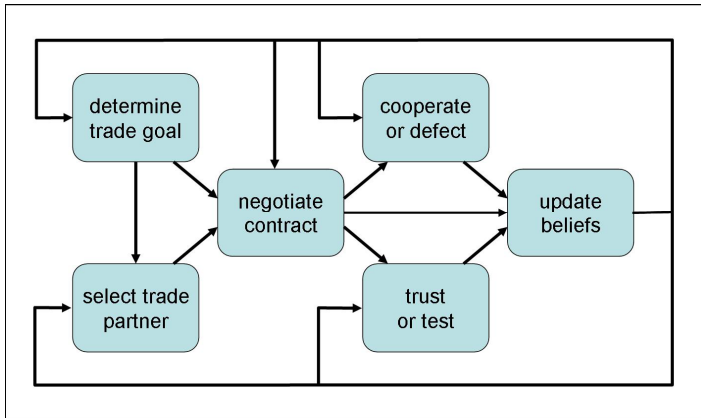 determine
trade goal
cooperate
or defect
negotiate
contract
update
beliefs
select trade
partner
trust
or test